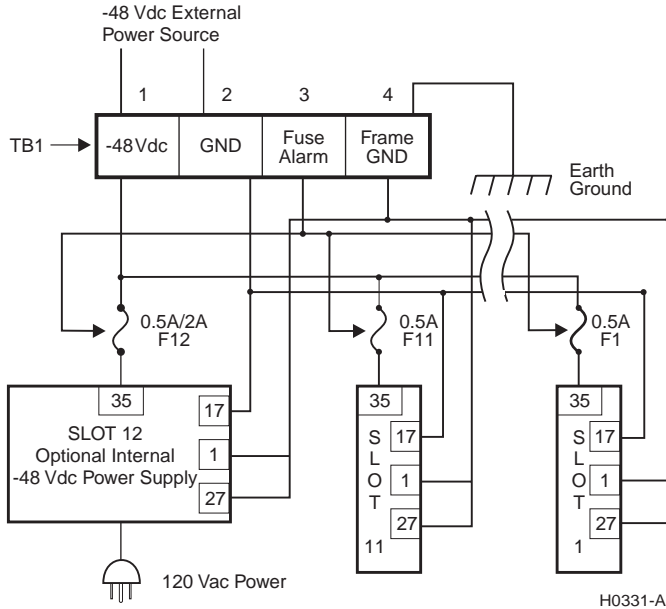 -48 Vdc External
Power Source
1 2 3 4
TB1
-48Vdc
GND
Fuse
Alarm
Frame
GND
Earth
Ground
0.5A/2A
F12
0.5A
F11
0.5A
F1
35
17
1
27
SLOT 12
Optional Internal
-48 Vdc Power Supply
35
17
1
27
SLOT
11
35
17
1
27
SLOT
1
120 Vac Power
H0331-A